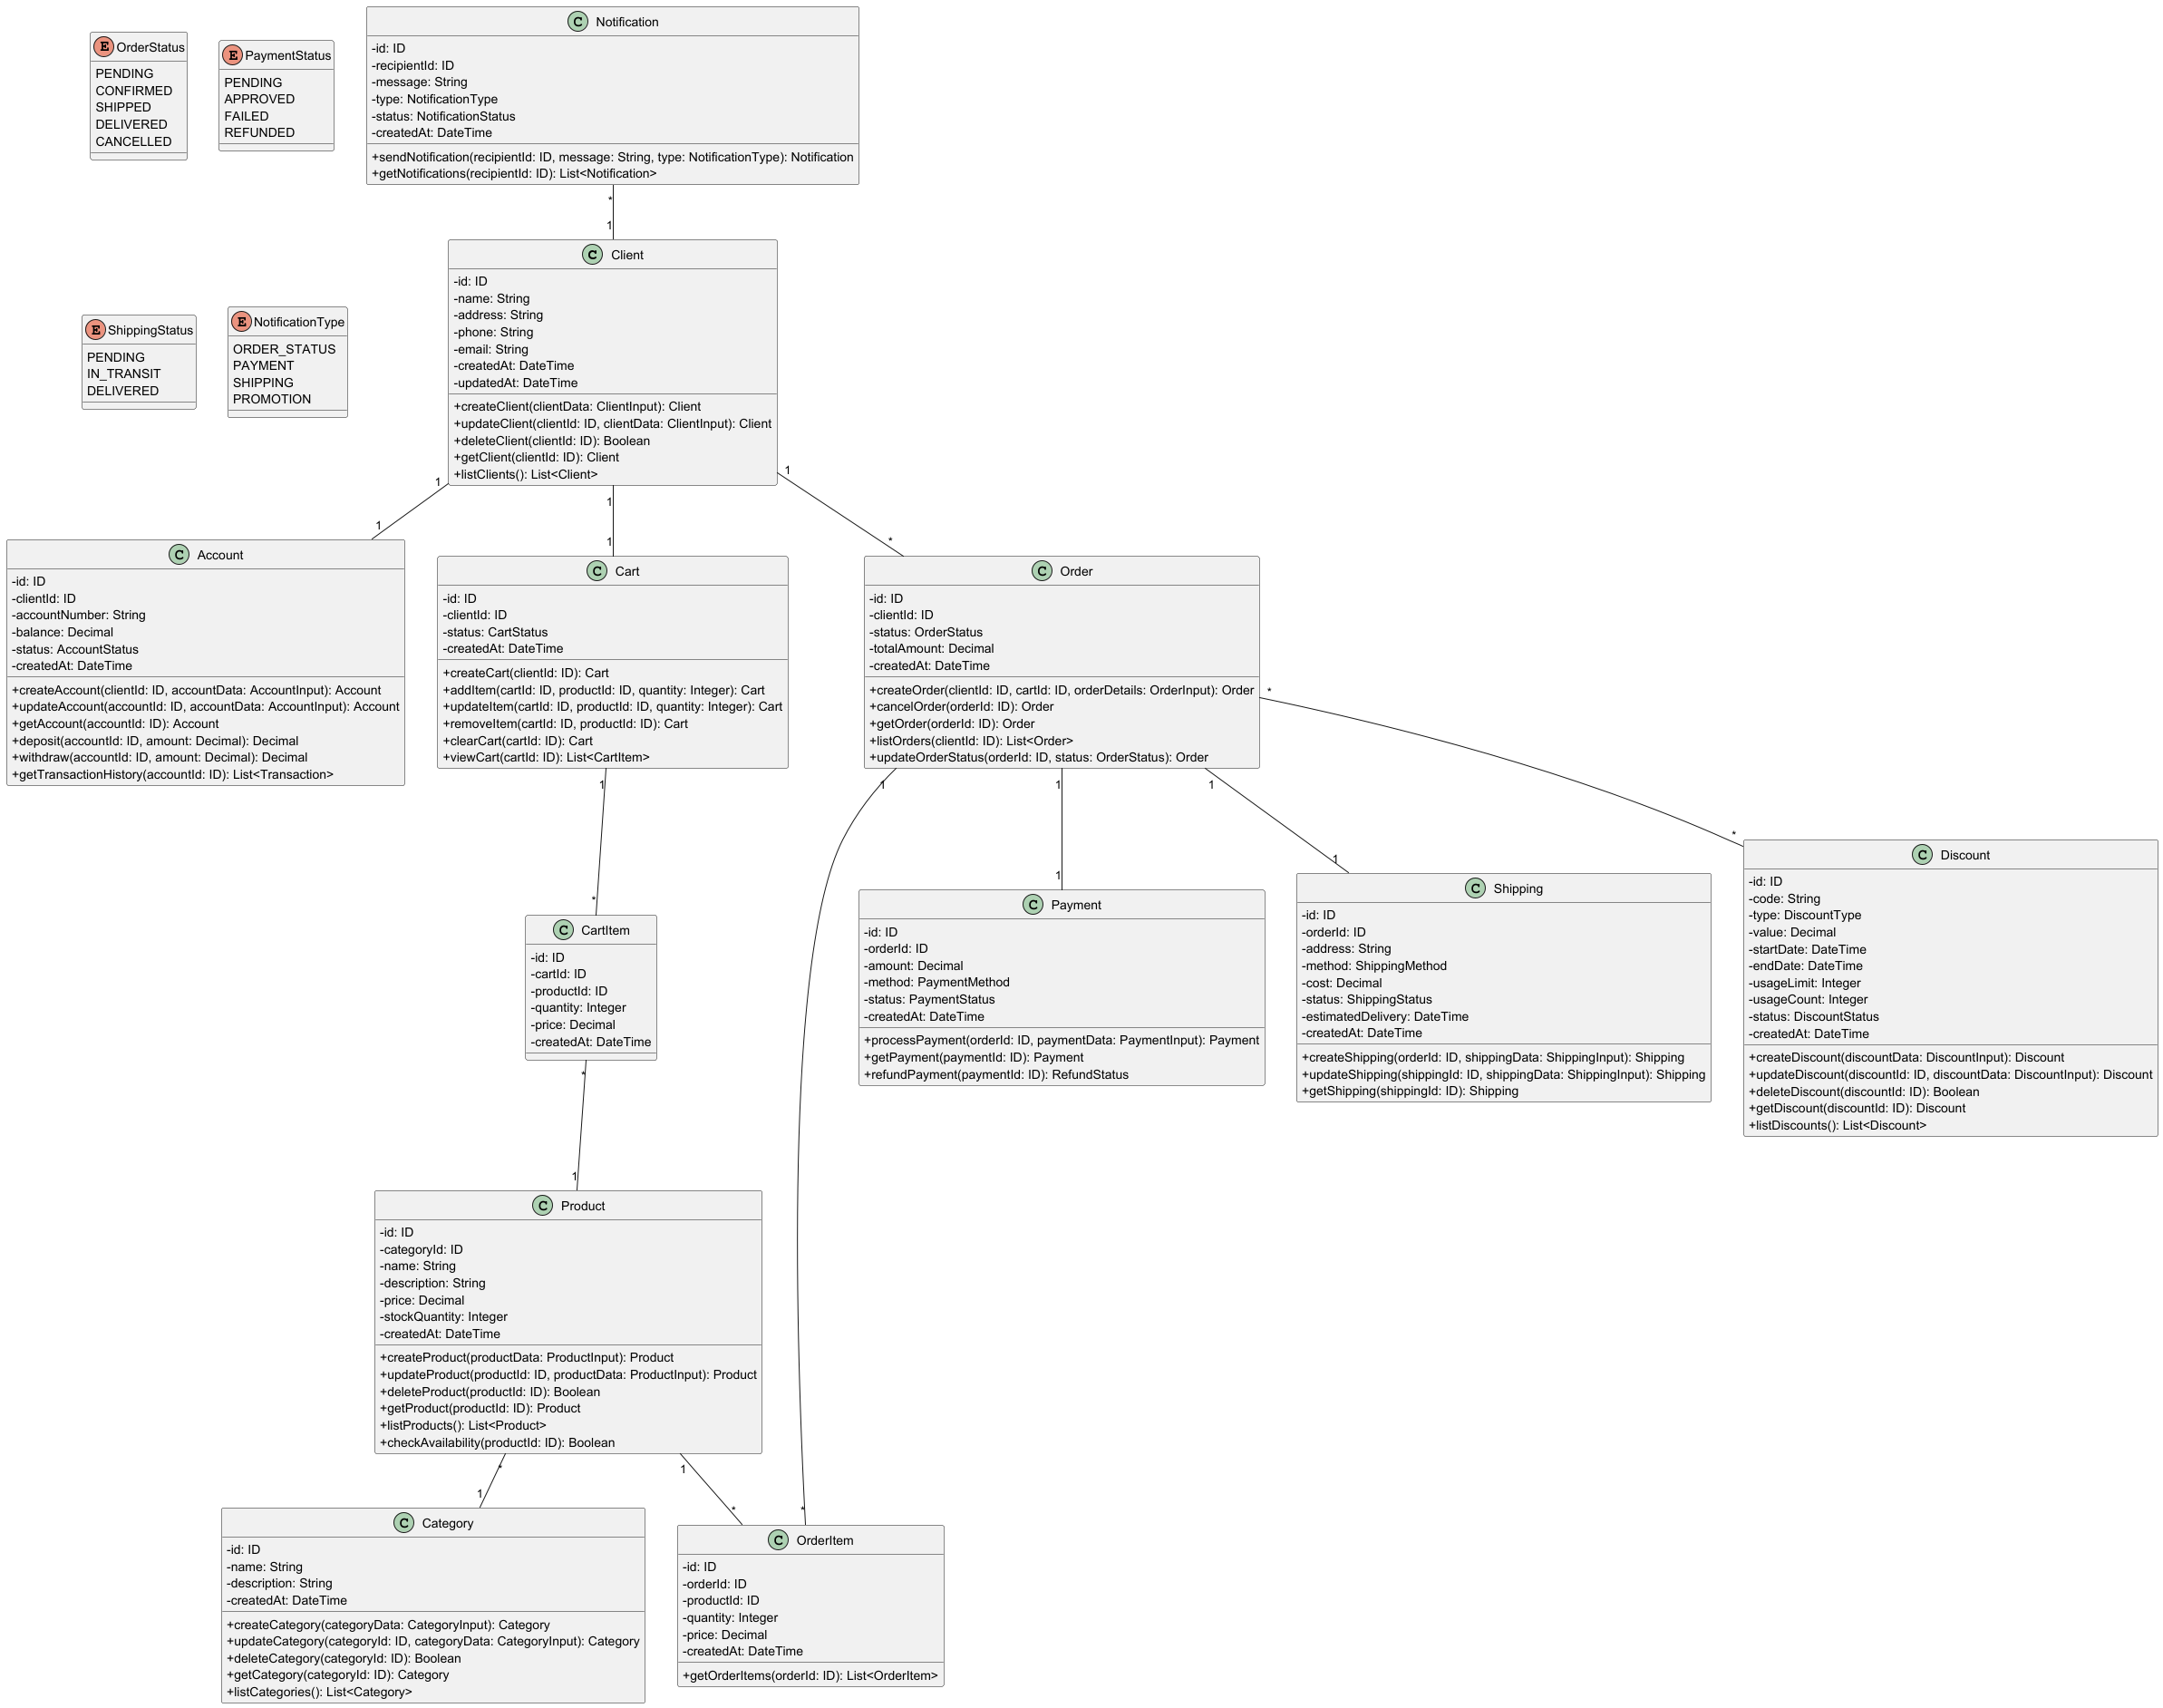 E OrderStatus
PENDING
CONFIRMED
SHIPPED
DELIVERED
CANCELLED
E PaymentStatus
PENDING
APPROVED
FAILED
REFUNDED
C Notification
-id: ID
-recipientId: ID
-message: String
-type: NotificationType
-status: NotificationStatus
-createdAt: DateTime
+sendNotification(recipientId: ID, message: String, type: NotificationType): Notification
+getNotifications(recipientId: ID): List<Notification>
*
1
E ShippingStatus
PENDING
IN_TRANSIT
DELIVERED
E NotificationType
ORDER_STATUS
PAYMENT
SHIPPING
PROMOTION
C Client
-id: ID
-name: String
-address: String
-phone: String
-email: String
-createdAt: DateTime
-updatedAt: DateTime
+createClient(clientData: ClientInput): Client
+updateClient(clientId: ID, clientData: ClientInput): Client
+deleteClient(clientId: ID): Boolean
+getClient(clientId: ID): Client
+listClients(): List<Client>
1
1
1
1
1
*
C Account
-id: ID
-clientId: ID
-accountNumber: String
-balance: Decimal
-status: AccountStatus
-createdAt: DateTime
+createAccount(clientId: ID, accountData: AccountInput): Account
+updateAccount(accountId: ID, accountData: AccountInput): Account
+getAccount(accountId: ID): Account
+deposit(accountId: ID, amount: Decimal): Decimal
+withdraw(accountId: ID, amount: Decimal): Decimal
+getTransactionHistory(accountId: ID): List<Transaction>
C Cart
-id: ID
-clientId: ID
-status: CartStatus
-createdAt: DateTime
+createCart(clientId: ID): Cart
+addItem(cartId: ID, productId: ID, quantity: Integer): Cart
+updateItem(cartId: ID, productId: ID, quantity: Integer): Cart
+removeItem(cartId: ID, productId: ID): Cart
+clearCart(cartId: ID): Cart
+viewCart(cartId: ID): List<CartItem>
C Order
-id: ID
-clientId: ID
-status: OrderStatus
-totalAmount: Decimal
-createdAt: DateTime
+createOrder(clientId: ID, cartId: ID, orderDetails: OrderInput): Order
+cancelOrder(orderId: ID): Order
+getOrder(orderId: ID): Order
+listOrders(clientId: ID): List<Order>
+updateOrderStatus(orderId: ID, status: OrderStatus): Order
*
*
1
*
1
1
1
1
1
*
C CartItem
-id: ID
-cartId: ID
-productId: ID
-quantity: Integer
-price: Decimal
-createdAt: DateTime
C Payment
-id: ID
-orderId: ID
-amount: Decimal
-method: PaymentMethod
-status: PaymentStatus
-createdAt: DateTime
+processPayment(orderId: ID, paymentData: PaymentInput): Payment
+getPayment(paymentId: ID): Payment
+refundPayment(paymentId: ID): RefundStatus
C Shipping
-id: ID
-orderId: ID
-address: String
-method: ShippingMethod
-cost: Decimal
-status: ShippingStatus
-estimatedDelivery: DateTime
-createdAt: DateTime
+createShipping(orderId: ID, shippingData: ShippingInput): Shipping
+updateShipping(shippingId: ID, shippingData: ShippingInput): Shipping
+getShipping(shippingId: ID): Shipping
C Discount
-id: ID
-code: String
-type: DiscountType
-value: Decimal
-startDate: DateTime
-endDate: DateTime
-usageLimit: Integer
-usageCount: Integer
-status: DiscountStatus
-createdAt: DateTime
+createDiscount(discountData: DiscountInput): Discount
+updateDiscount(discountId: ID, discountData: DiscountInput): Discount
+deleteDiscount(discountId: ID): Boolean
+getDiscount(discountId: ID): Discount
+listDiscounts(): List<Discount>
*
1
C Product
-id: ID
-categoryId: ID
-name: String
-description: String
-price: Decimal
-stockQuantity: Integer
-createdAt: DateTime
+createProduct(productData: ProductInput): Product
+updateProduct(productId: ID, productData: ProductInput): Product
+deleteProduct(productId: ID): Boolean
+getProduct(productId: ID): Product
+listProducts(): List<Product>
+checkAvailability(productId: ID): Boolean
*
1
1
*
C Category
-id: ID
-name: String
-description: String
-createdAt: DateTime
+createCategory(categoryData: CategoryInput): Category
+updateCategory(categoryId: ID, categoryData: CategoryInput): Category
+deleteCategory(categoryId: ID): Boolean
+getCategory(categoryId: ID): Category
+listCategories(): List<Category>
C OrderItem
-id: ID
-orderId: ID
-productId: ID
-quantity: Integer
-price: Decimal
-createdAt: DateTime
+getOrderItems(orderId: ID): List<OrderItem>